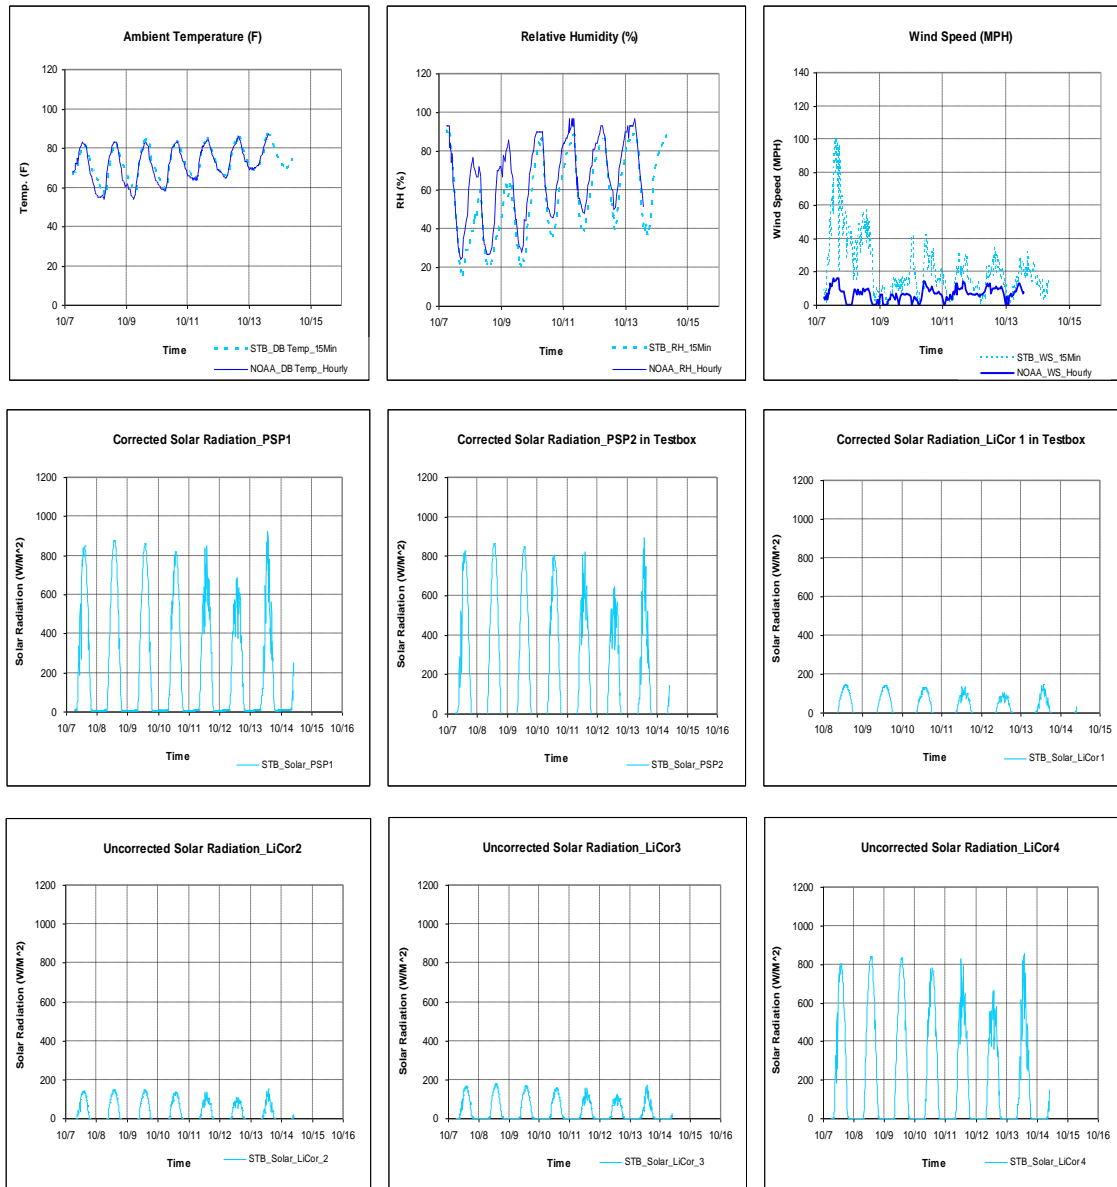 Ambient Temperature (F)
120
100
80
60
40
20
0
Temp. (F)
10/7 10/9 10/11 10/13 10/15
Time
STB_DB Temp_15Min
NOAA_DB Temp_Hourly
Relative Humidity (%)
120
100
80
60
40
20
0
RH (%)
10/7 10/9 10/11 10/13 10/15
Time
STB_RH_15Min
NOAA_RH_Hourly
Wind Speed (MPH)
140
120
100
80
60
40
20
0
Wind Speed (MPH)
10/7 10/9 10/11 10/13 10/15
Time
STB_WS_15Min
NOAA_WS_Hourly
Corrected Solar Radiation_PSP1
1200
1000
800
600
400
200
0
Solar Radiation (W/M^2)
10/7 10/8 10/9 10/10 10/11 10/12 10/13 10/14 10/16
Time
STB_Solar_PSP1
Corrected Solar Radiation_PSP2 in Testbox
1200
1000
800
600
400
200
0
Solar Radiation (W/M^2)
10/7 10/8 10/9 10/10 10/11 10/12 10/13 10/14 10/16
Time
STB_Solar_PSP2
Corrected Solar Radiation_LiCor 1 in Testbox
1200
1000
800
600
400
200
0
Solar Radiation (W/M^2)
10/8 10/9 10/10 10/11 10/12 10/13 10/14 10/15
Time
STB_Solar_LiCor1
Uncorrected Solar Radiation_LiCor2
1200
1000
800
600
400
200
0
Solar Radiation (W/M^2)
10/7 10/8 10/9 10/10 10/11 10/12 10/13 10/14 10/16
Time
STB_Solar_LiCor_2
Uncorrected Solar Radiation_LiCor3
1200
1000
800
600
400
200
0
Solar Radiation (W/M^2)
10/7 10/8 10/9 10/10 10/11 10/12 10/13 10/14 10/16
Time
STB_Solar_LiCor_3
Uncorrected Solar Radiation_LiCor4
1200
1000
800
600
400
200
0
Solar Radiation (W/M^2)
10/7 10/8 10/9 10/10 10/11 10/12 10/13 10/14 10/16
Time
STB_Solar_LiCor4